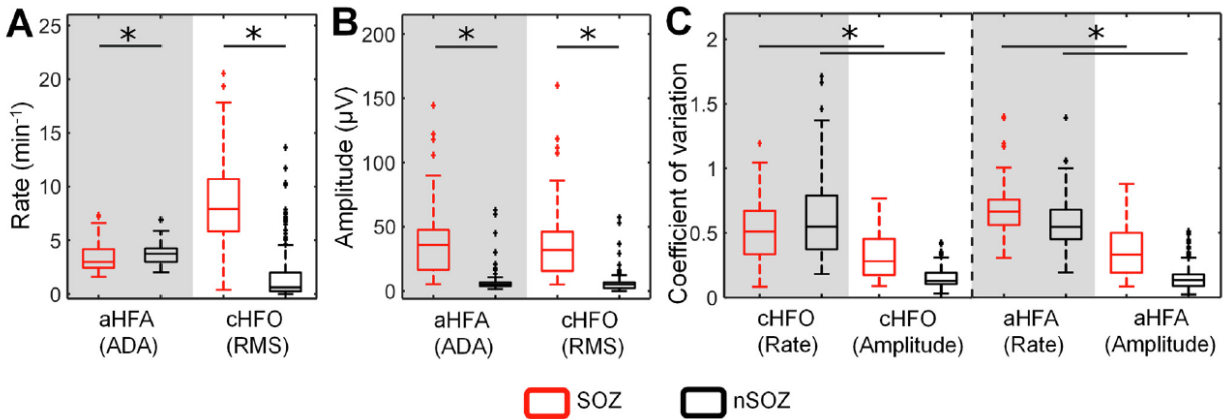 A
Rate (min-1)
25
20
15
10
5
0
*
*
aHFA
(ADA)
cHFO
(RMS)
B
Amplitude (µV)
200
150
100
50
0
*
*
aHFA
(ADA)
cHFO
(RMS)
C
Coefficient of variation
2
1.5
1
0.5
0
*
*
cHFO
(Rate)
cHFO
(Amplitude)
aHFA
(Rate)
aHFA
(Amplitude)
SOZ
nSOZ